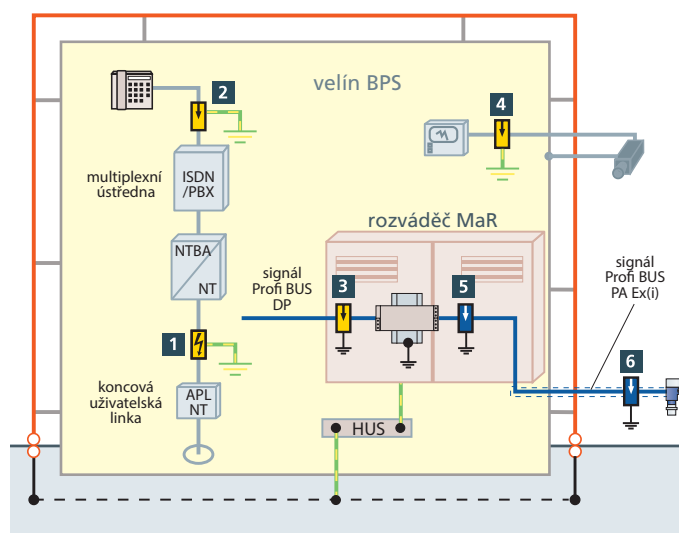 velín BPS
2
4
multiplexní
ústředna
ISDN
/PBX
rozváděč MaR
NTBA
NT
signál
Profi BUS
DP
3
5
signál
Profi BUS
PA Ex(i)
1
6
koncová
uživatelská
linka
APL
NT
HUS